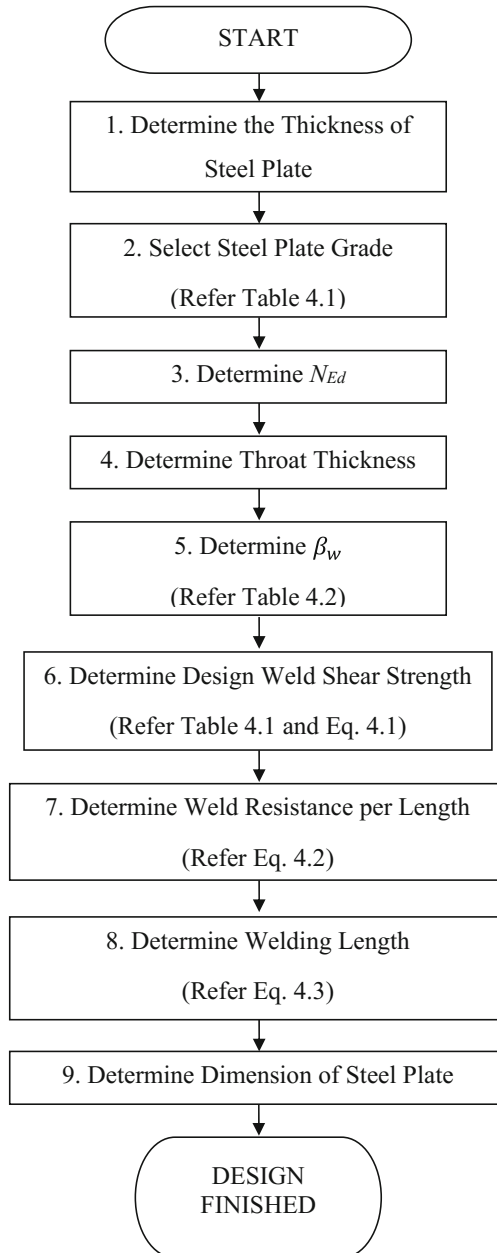 START
1. Determine the Thickness of
Steel Plate
2. Select Steel Plate Grade
(Refer Table 4.1)
3. Determine N_Ed
4. Determine Throat Thickness
5. Determine β_w
(Refer Table 4.2)
6. Determine Design Weld Shear Strength
(Refer Table 4.1 and Eq. 4.1)
7. Determine Weld Resistance per Length
(Refer Eq. 4.2)
8. Determine Welding Length
(Refer Eq. 4.3)
9. Determine Dimension of Steel Plate
DESIGN
FINISHED